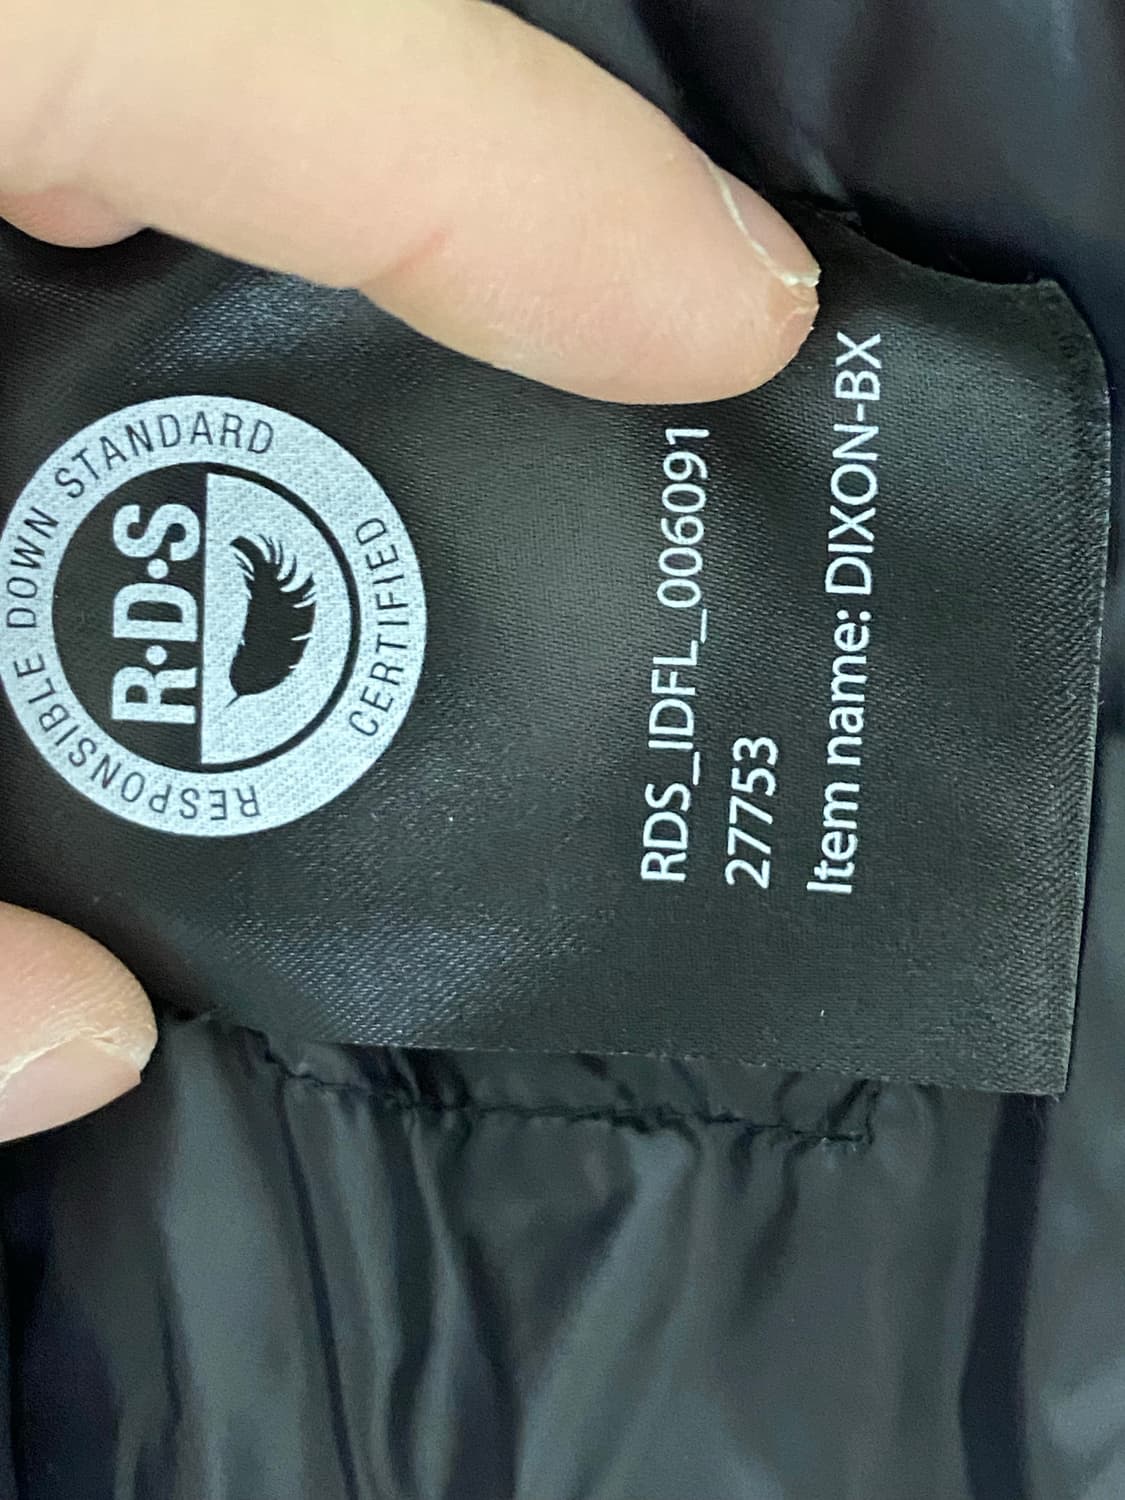 RESPONSIBLE DOWN STANDARD
R·D·S
CERTIFIED
RDS_IDFL_006091
27753
Item name: DIXON-BX